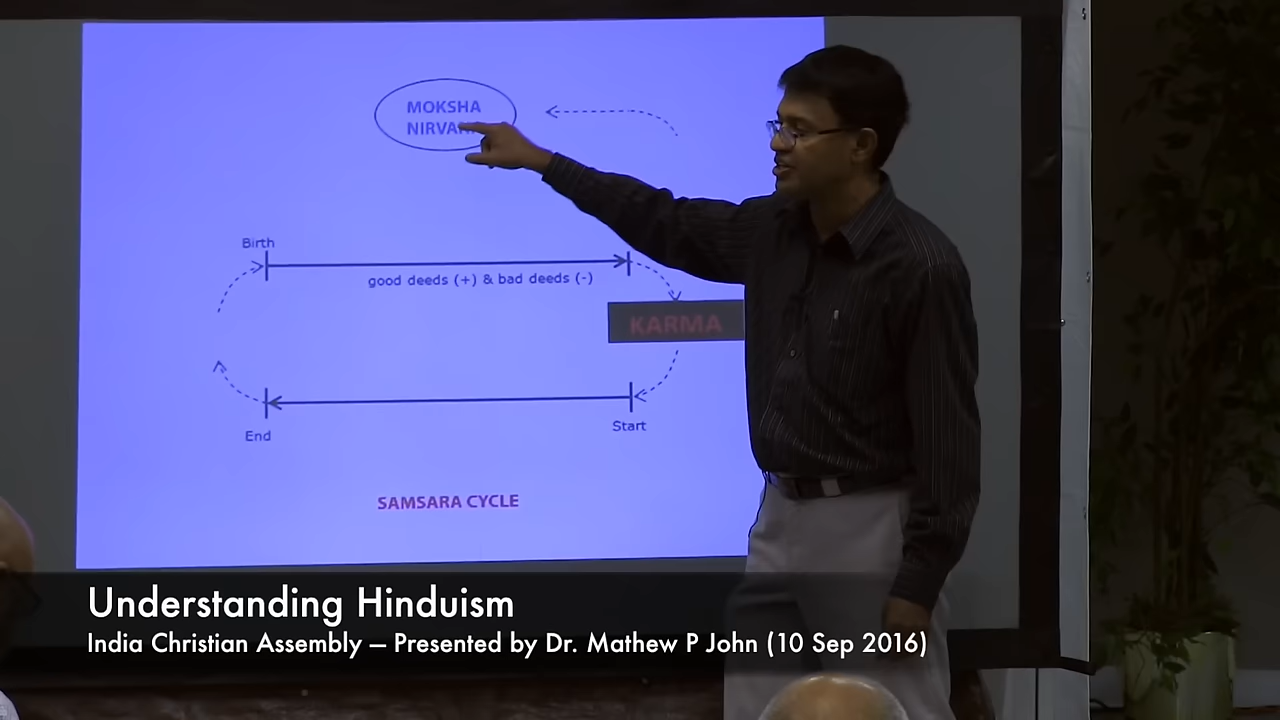 MOKSHA
Birth
good deeds (+) & bad deeds (-)
KARMA
End
Start
SAMSARA CYCLE
Understanding Hinduism
India Christian Assembly — Presented by Dr. Mathew P John (10 Sep 2016)